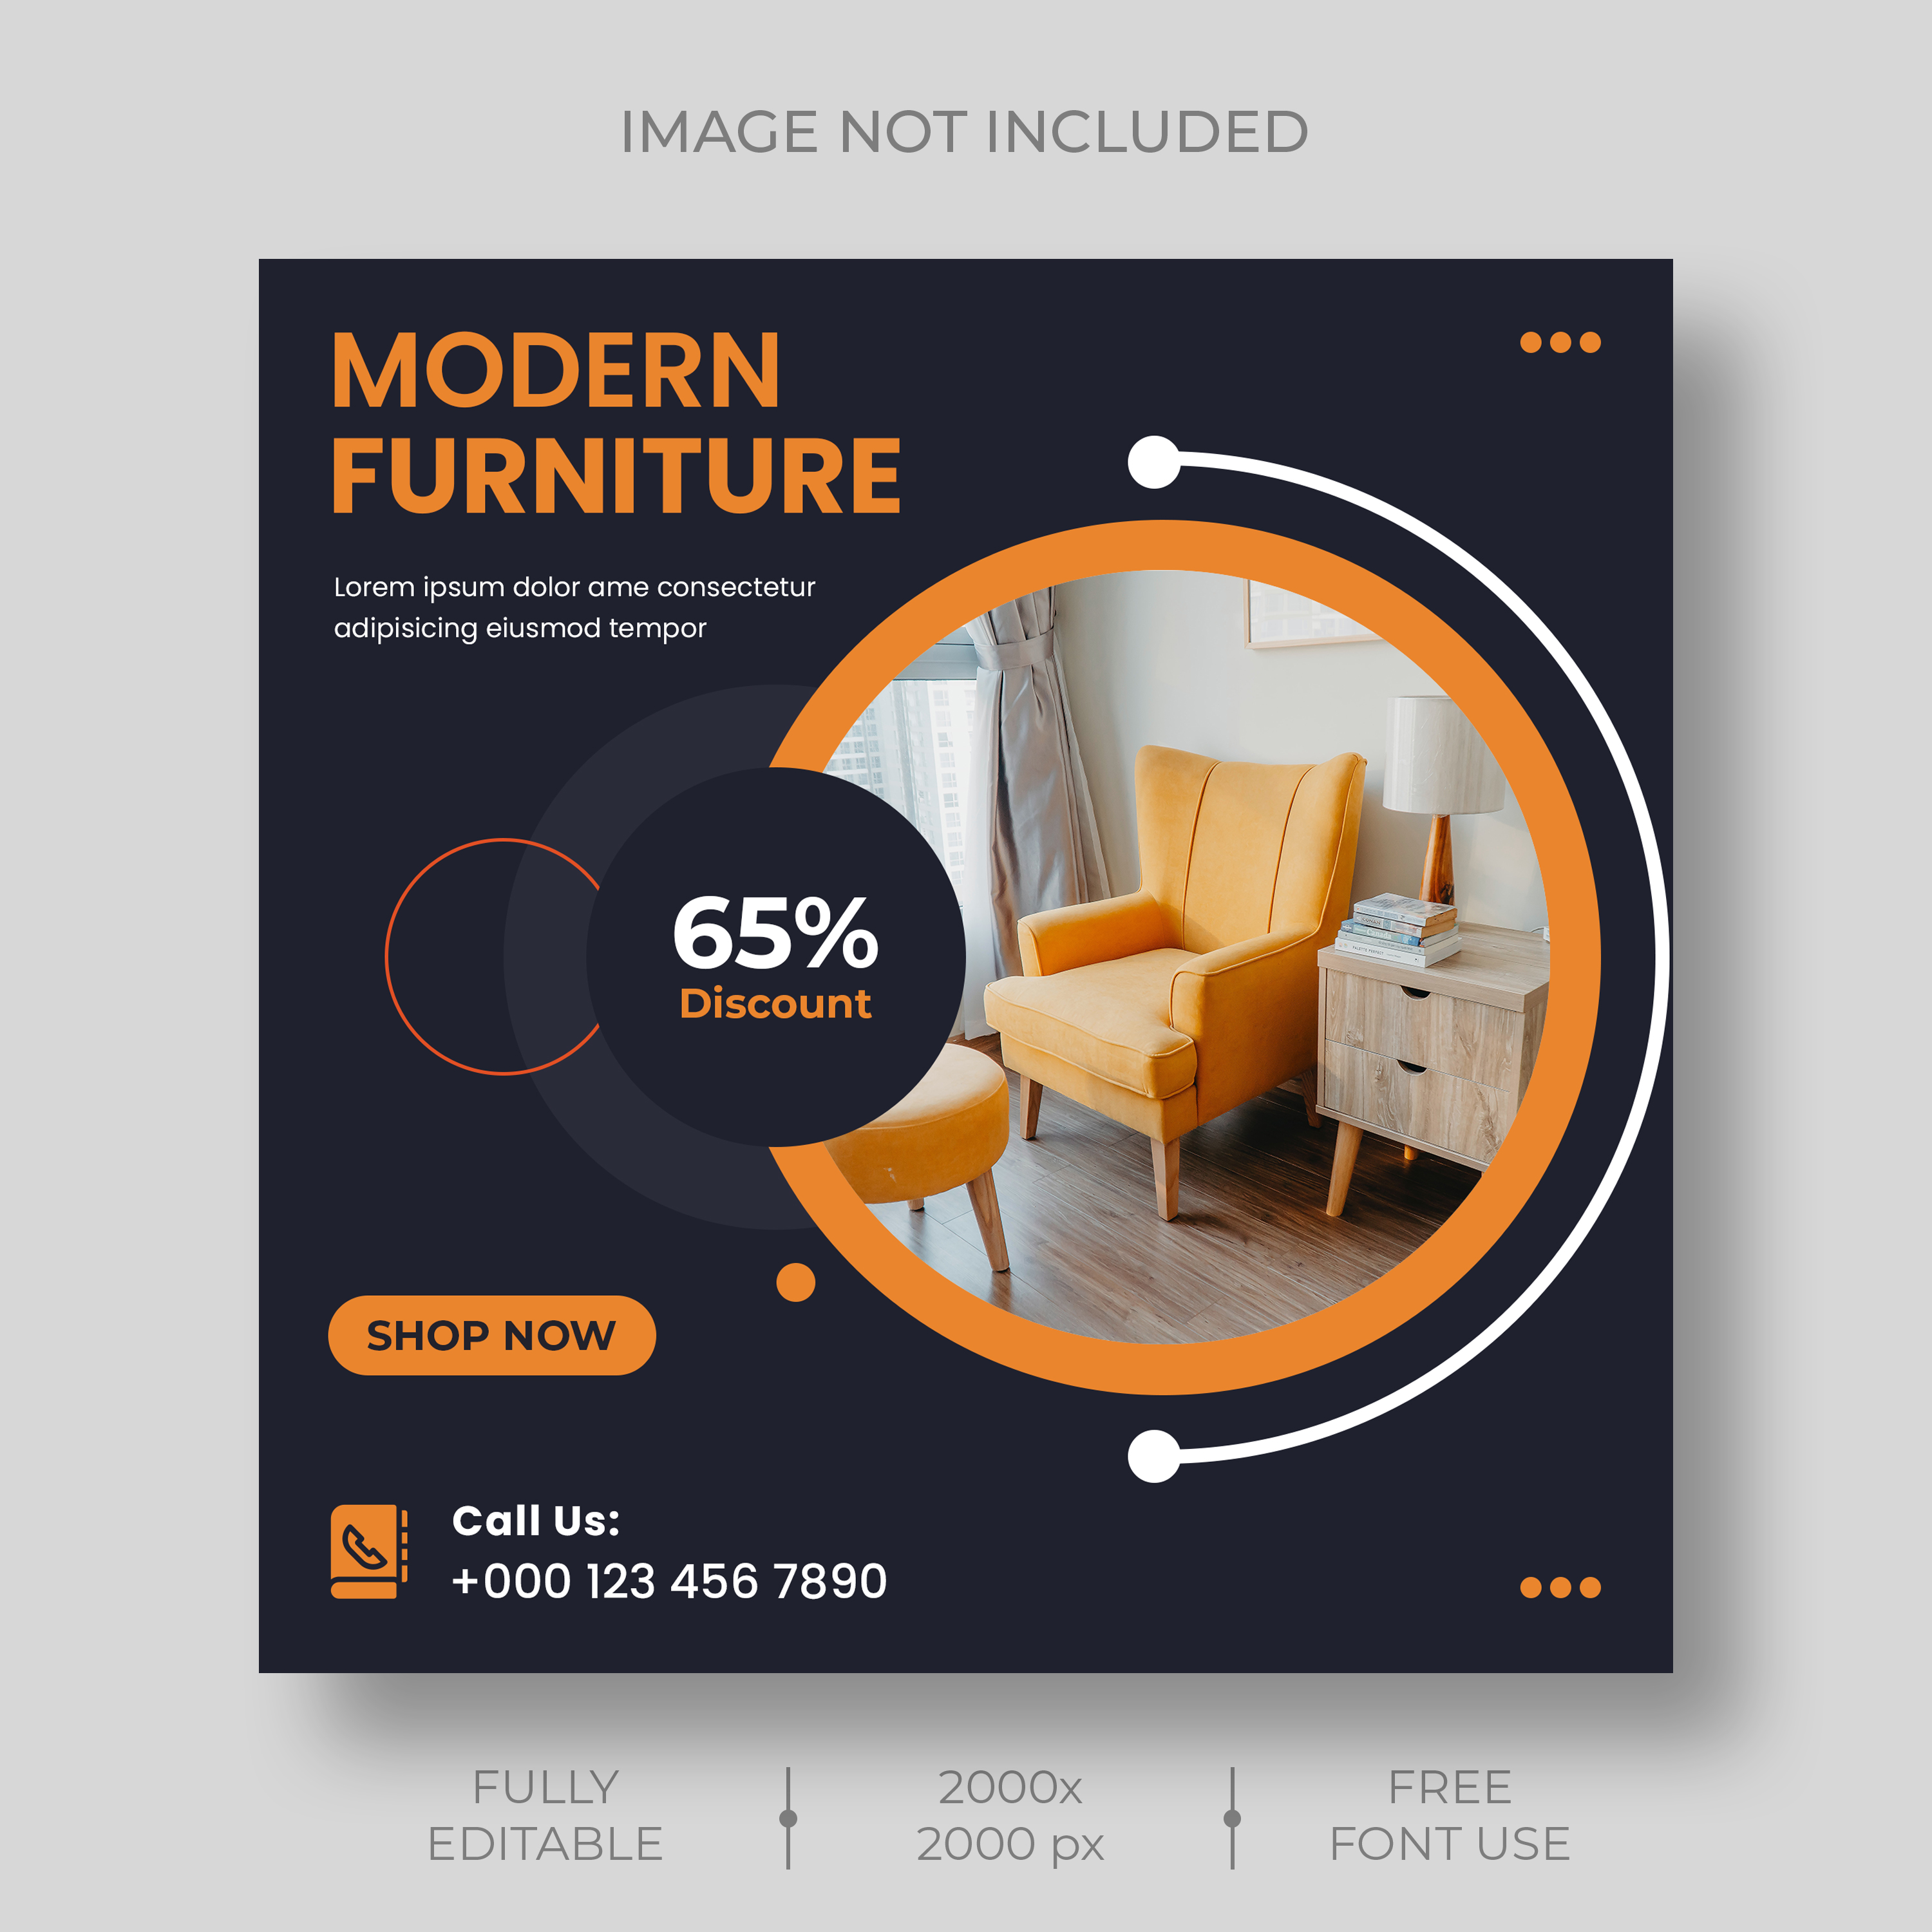 IMAGE NOT INCLUDED
MODERN
FURNITURE
Lorem ipsum dolor ame consectetur
adipisicing eiusmod tempor
65%
Discount
SHOP NOW
Call Us:
+000 123 456 7890
FULLY
EDITABLE
2000x
2000 px
FREE
FONT USE